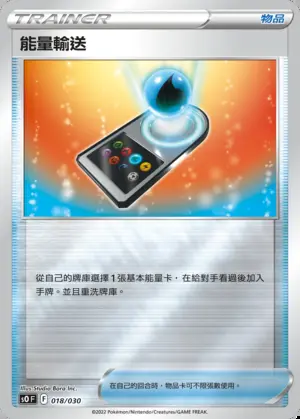 TRAINER
物品
能量輸送
從自己的牌庫選擇1張基本能量卡,在給對手看過後加入
手牌。並且重洗牌庫。
Illus. Studio Bora Inc.
sOF F 018/030
在自己的回合時,物品卡可不限張數使用。
©2022 Pokémon/Nintendo/Creatures/GAME FREAK.